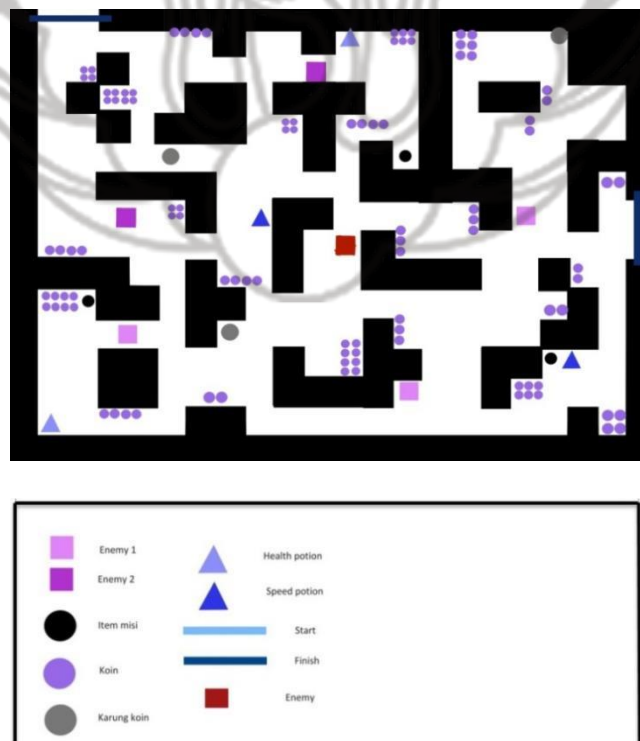 Enemy 1
Enemy 2
Item misi
Koin
Karung koin
Health potion
Speed potion
Start
Finish
Enemy